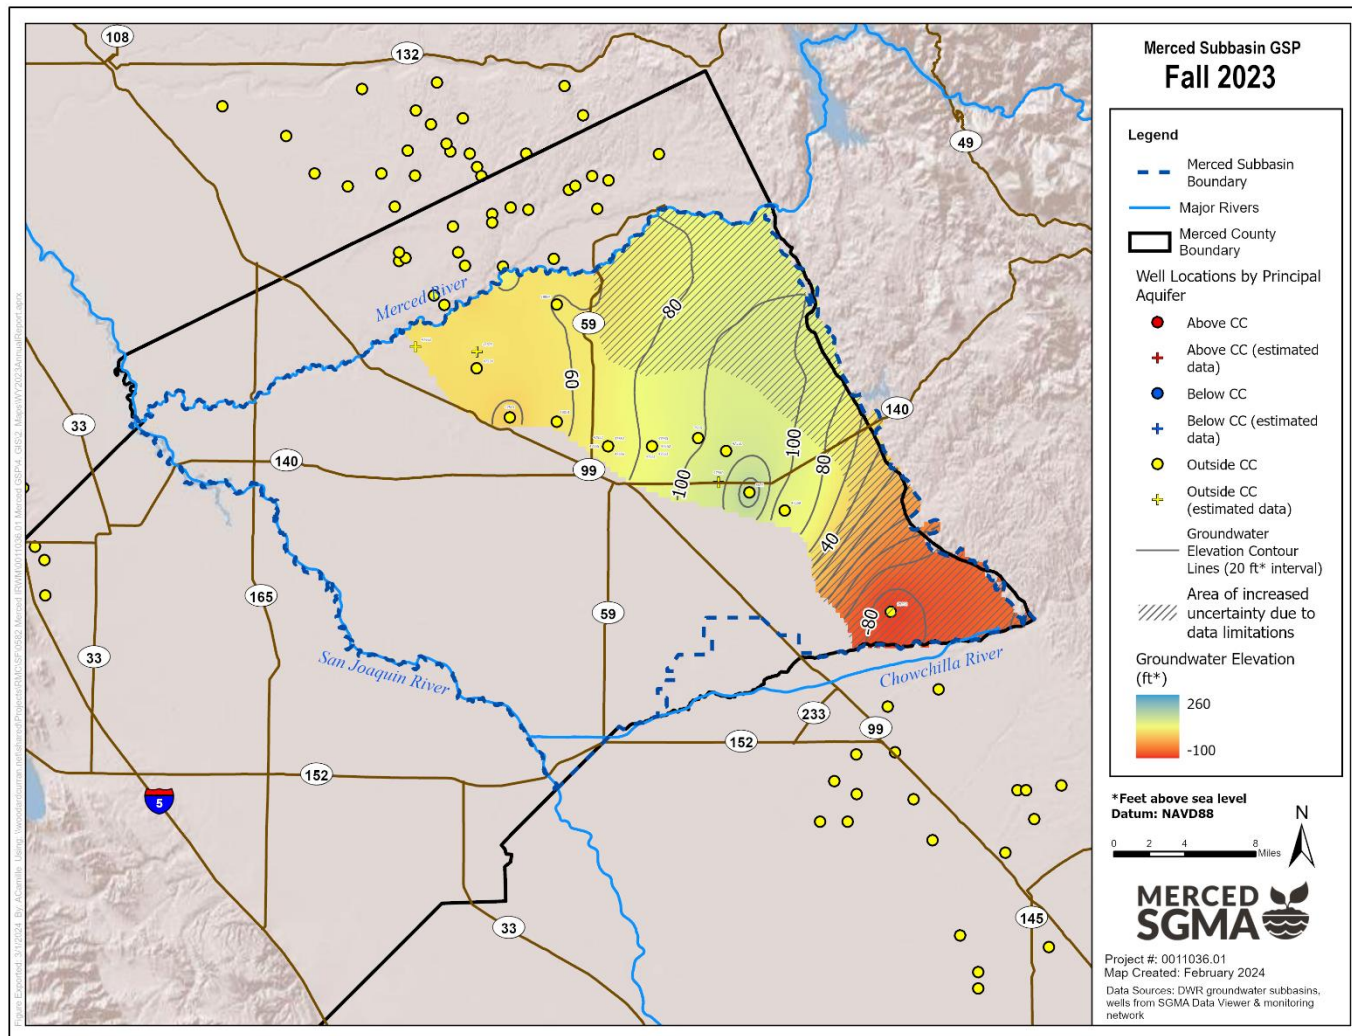 Merced Subbasin GSP
Fall 2023
Legend
Merced Subbasin
Boundary
Major Rivers
Merced County
Boundary
Well Locations by Principal
Aquifer
Above CC
Above CC (estimated
data)
Below CC
Below CC (estimated
data)
Outside CC
Outside CC
(estimated data)
Groundwater
Elevation Contour
Lines (20 ft* interval)
Area of increased
uncertainty due to
data limitations
Groundwater Elevation
(ft*)
260
-100
*Feet above sea level
Datum: NAVD88
N
0 2 4 8 Miles
MERCED
SGMA
Project #: 0011036.01
Map Created: February 2024
Data Sources: DWR groundwater subbasins,
wells from SGMA Data Viewer & monitoring
network
108
132
49
Merced River
80
59
60
33
140
99
100
100
80
140
40
165
59
-80
33
San Joaquin River
Chowchilla River
233
99
152
152
5
33
145